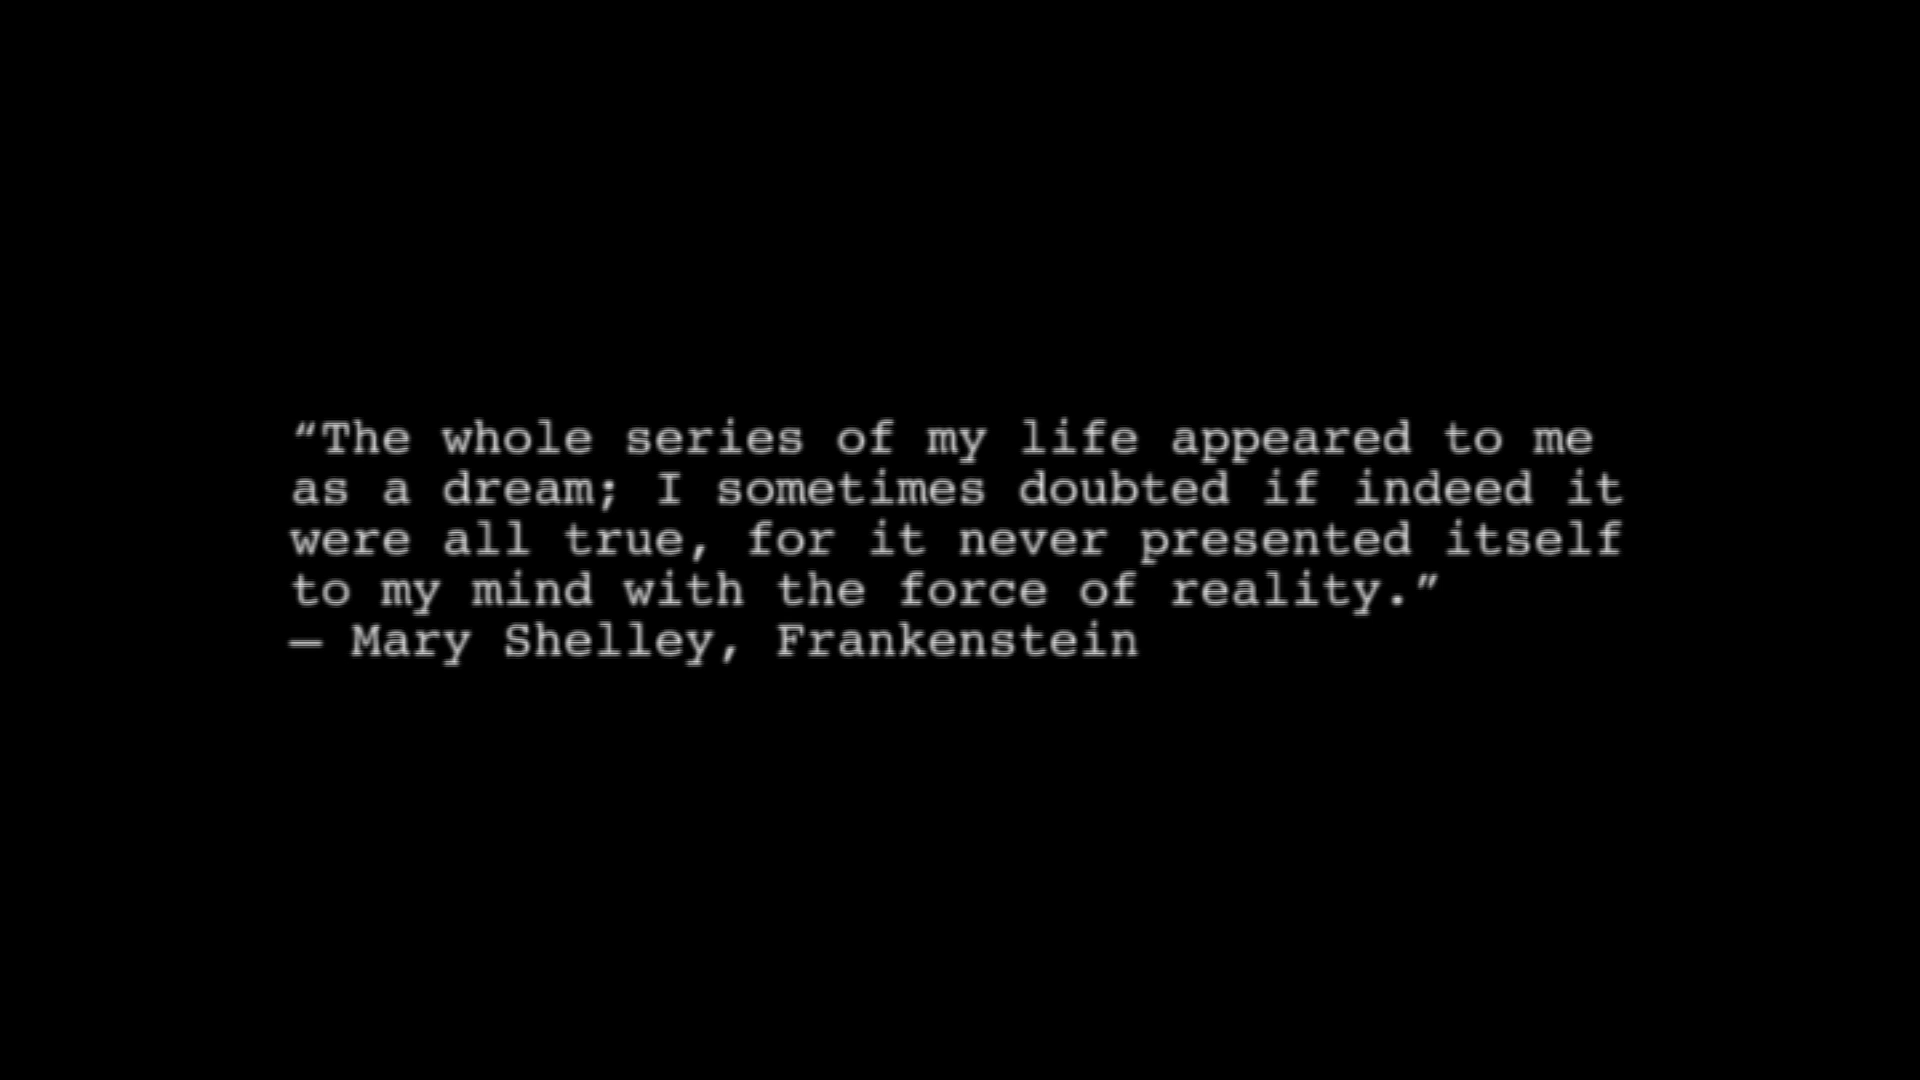 “The whole series of my life appeared to me
as a dream; I sometimes doubted if indeed it
were all true, for it never presented itself
to my mind with the force of reality.”
— Mary Shelley, Frankenstein